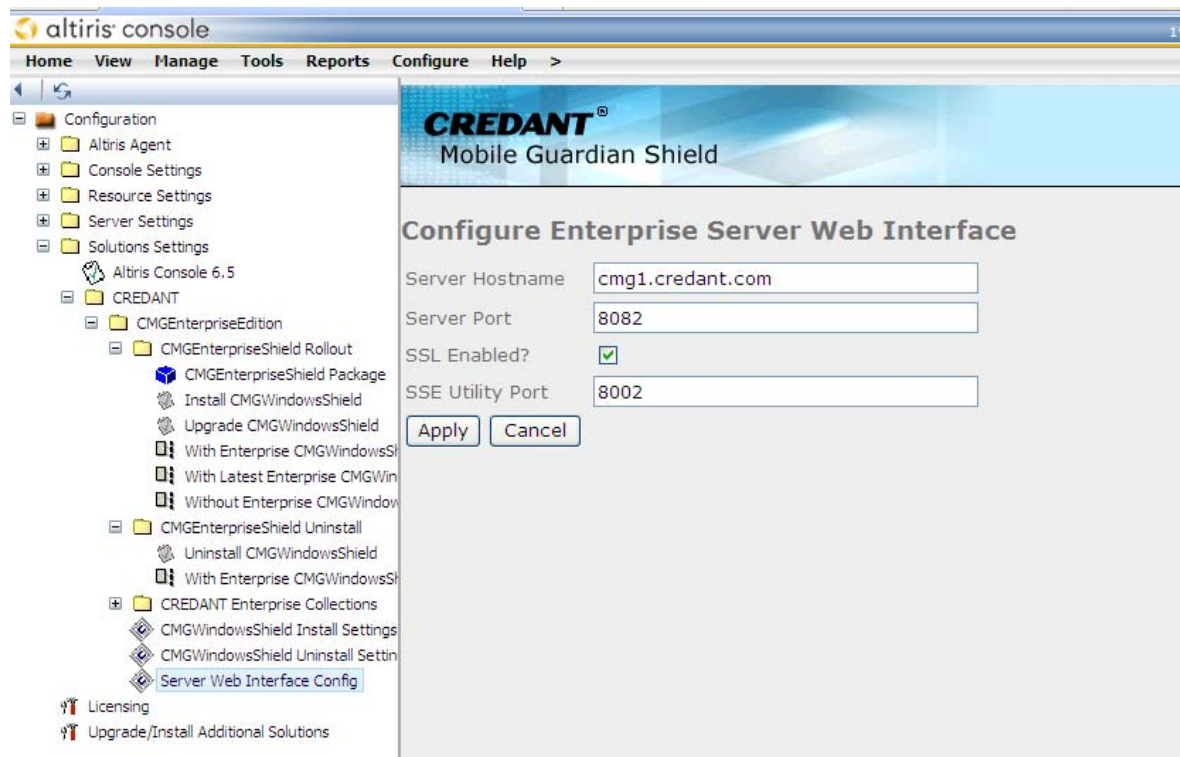 altiris console
Home View Manage Tools Reports Configure Help >
Configuration
Altiris Agent
Console Settings
Resource Settings
Server Settings
Solutions Settings
Altiris Console 6.5
CREDANT
CMGEnterpriseEdition
CMGEnterpriseShield Rollout
CMGEnterpriseShield Package
Install CMGWindowsShield
Upgrade CMGWindowsShield
With Enterprise CMGWindowsSh
With Latest Enterprise CMGWin
Without Enterprise CMGWindow
CMGEnterpriseShield Uninstall
Uninstall CMGWindowsShield
With Enterprise CMGWindowsSh
CREDANT Enterprise Collections
CMGWindowsShield Install Settings
CMGWindowsShield Uninstall Settin
Server Web Interface Config
Licensing
Upgrade/Install Additional Solutions
CREDANT®
Mobile Guardian Shield
Configure Enterprise Server Web Interface
Server Hostname cmg1.credant.com
Server Port 8082
SSL Enabled?
SSE Utility Port 8002
Apply Cancel